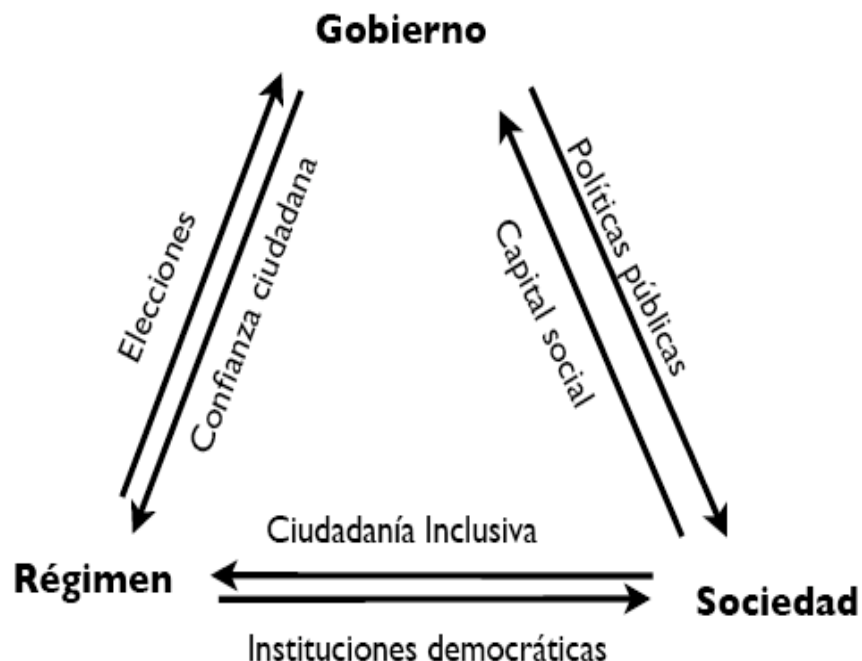 Gobierno
Elecciones
Confianza ciudadana
Capital social
Políticas públicas
Ciudadanía Inclusiva
Régimen
Sociedad
Instituciones democráticas